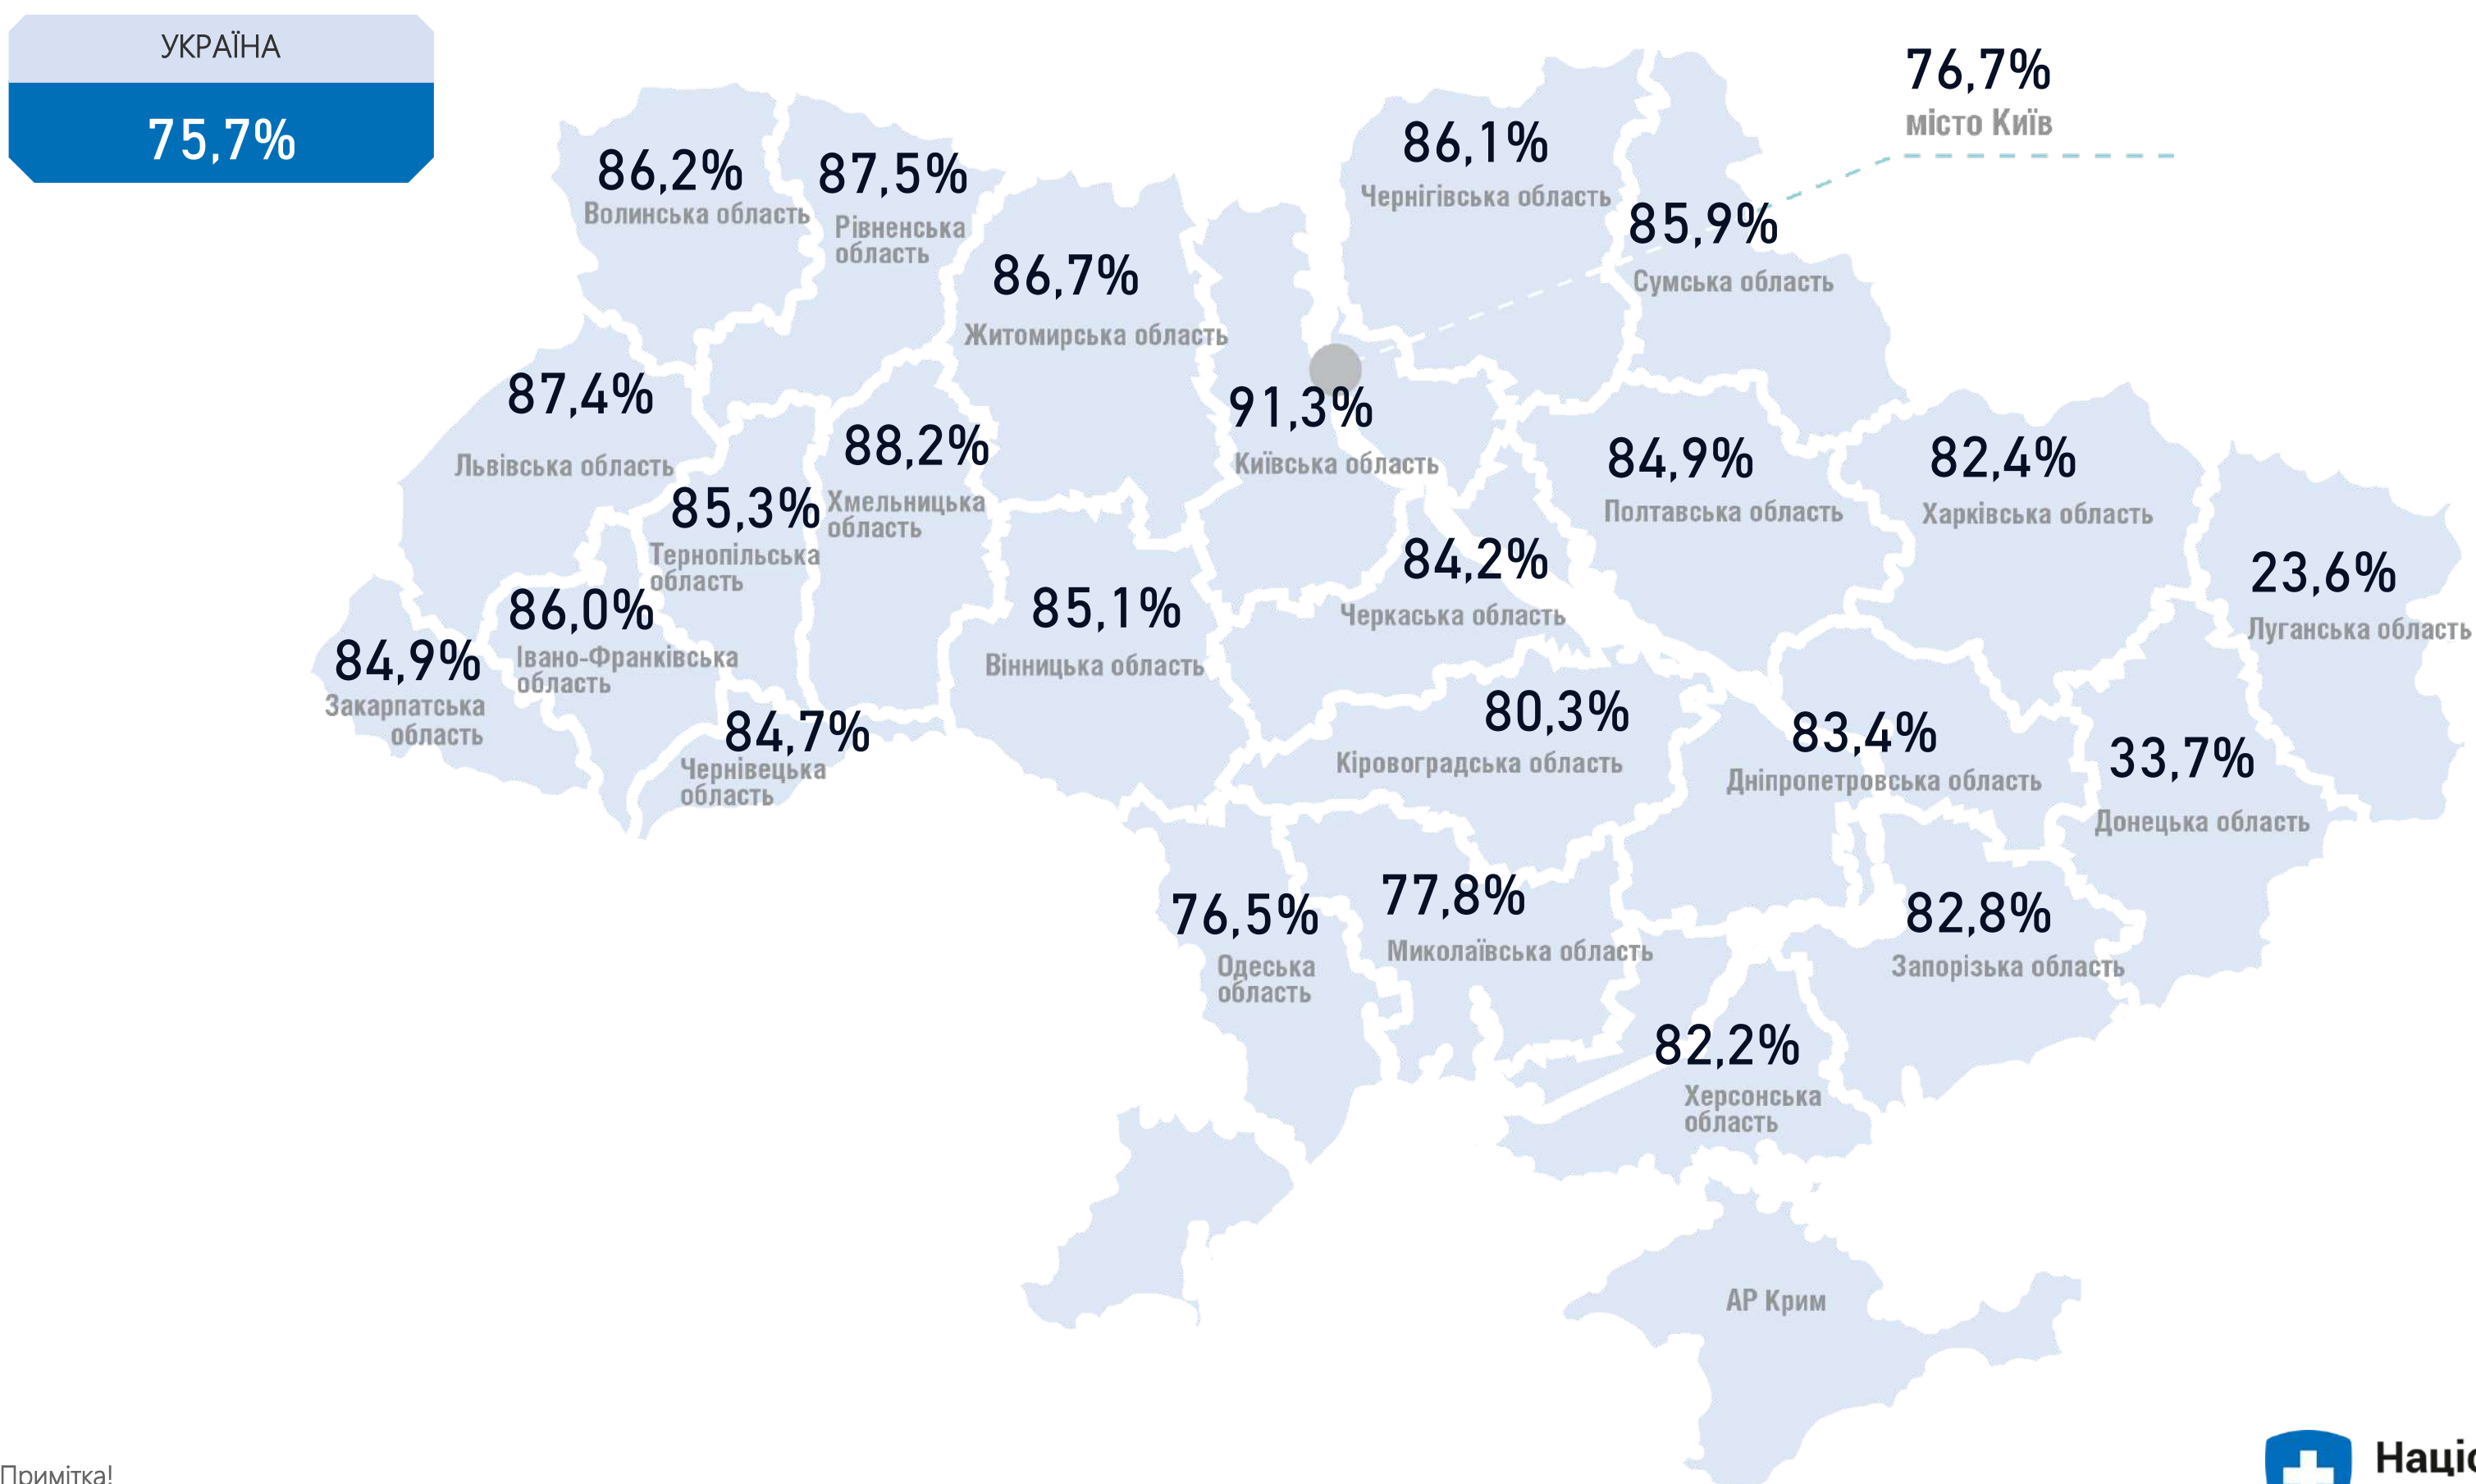 УКРАЇНА
75,7%
76,7%
місто Київ
86,2%
Волинська область
87,5%
Рівненська
область
86,7%
Житомирська область
86,1%
Чернігівська область
85,9%
Сумська область
87,4%
Львівська область
88,2%
Хмельницька
область
91,3%
Київська область
84,9%
Полтавська область
82,4%
Харківська область
85,3%
Тернопільська
область
84,2%
Черкаська область
23,6%
Луганська область
86,0%
Івано-Франківська
область
85,1%
Вінницька область
84,9%
Закарпатська
область
84,7%
Чернівецька
область
80,3%
Кіровоградська область
83,4%
Дніпропетровська область
33,7%
Донецька область
76,5%
Одеська
область
77,8%
Миколаївська область
82,8%
Запорізька область
82,2%
Херсонська
область
АР Крим
Примітка!